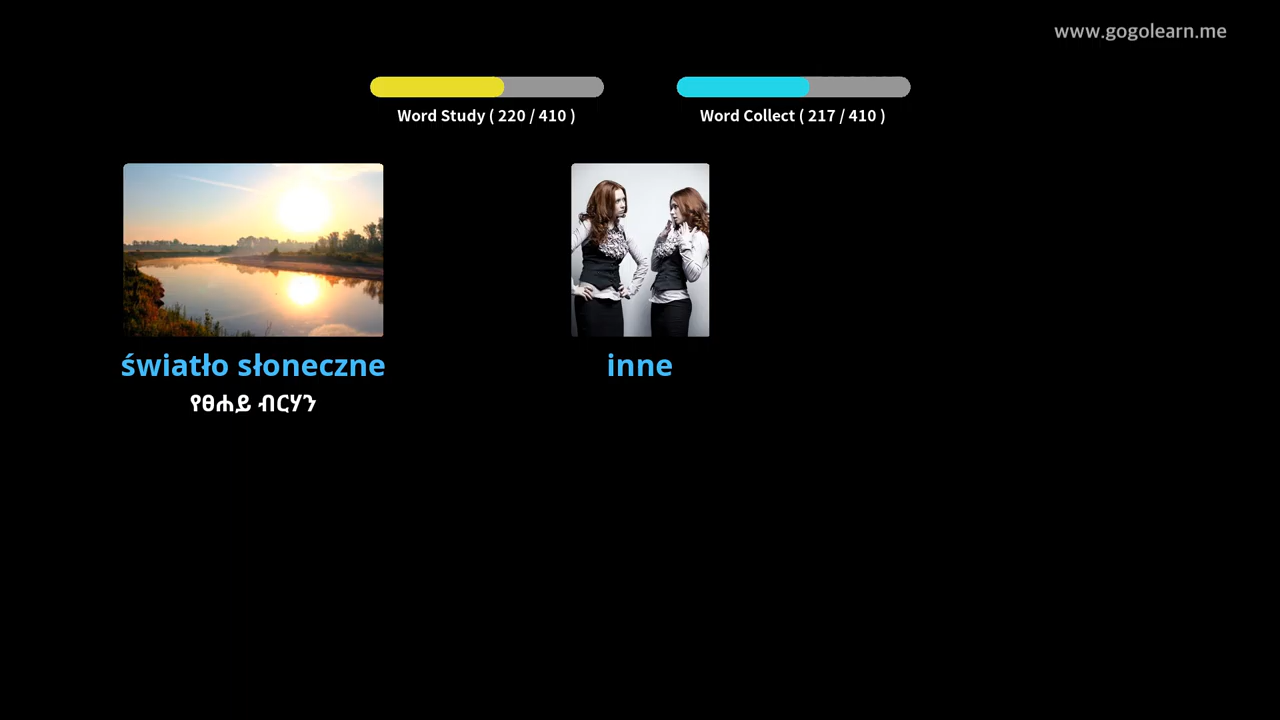 www.gogolearn.me
Word Study ( 220 / 410 )
Word Collect ( 217 / 410 )
światło słoneczne
inne
የፀሐይ ብርሃን